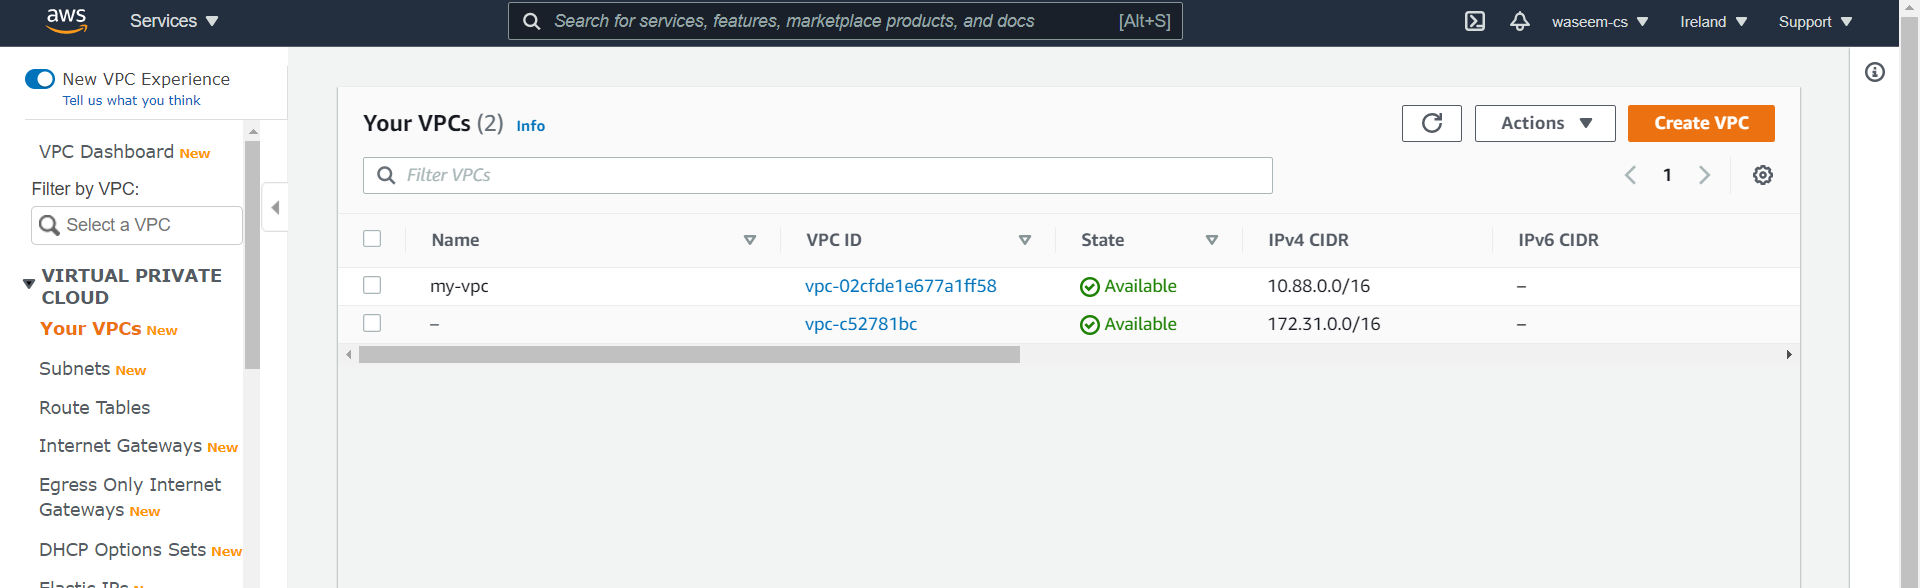 aws
Services
Search for services, features, marketplace products, and docs [Alt+S]
waseem-cs
Ireland
Support
New VPC Experience
Tell us what you think
VPC Dashboard New
Filter by VPC:
Select a VPC
VIRTUAL PRIVATE
CLOUD
Your VPCs New
Subnets New
Route Tables
Internet Gateways New
Egress Only Internet
Gateways New
DHCP Options Sets New
Elastic IPs New
Your VPCs (2) Info
Actions
Create VPC
Filter VPCs
1
Name VPC ID State IPv4 CIDR IPv6 CIDR
my-vpc vpc-02cfde1e677a1ff58 Available 10.88.0.0/16 –
– vpc-c52781bc Available 172.31.0.0/16 –